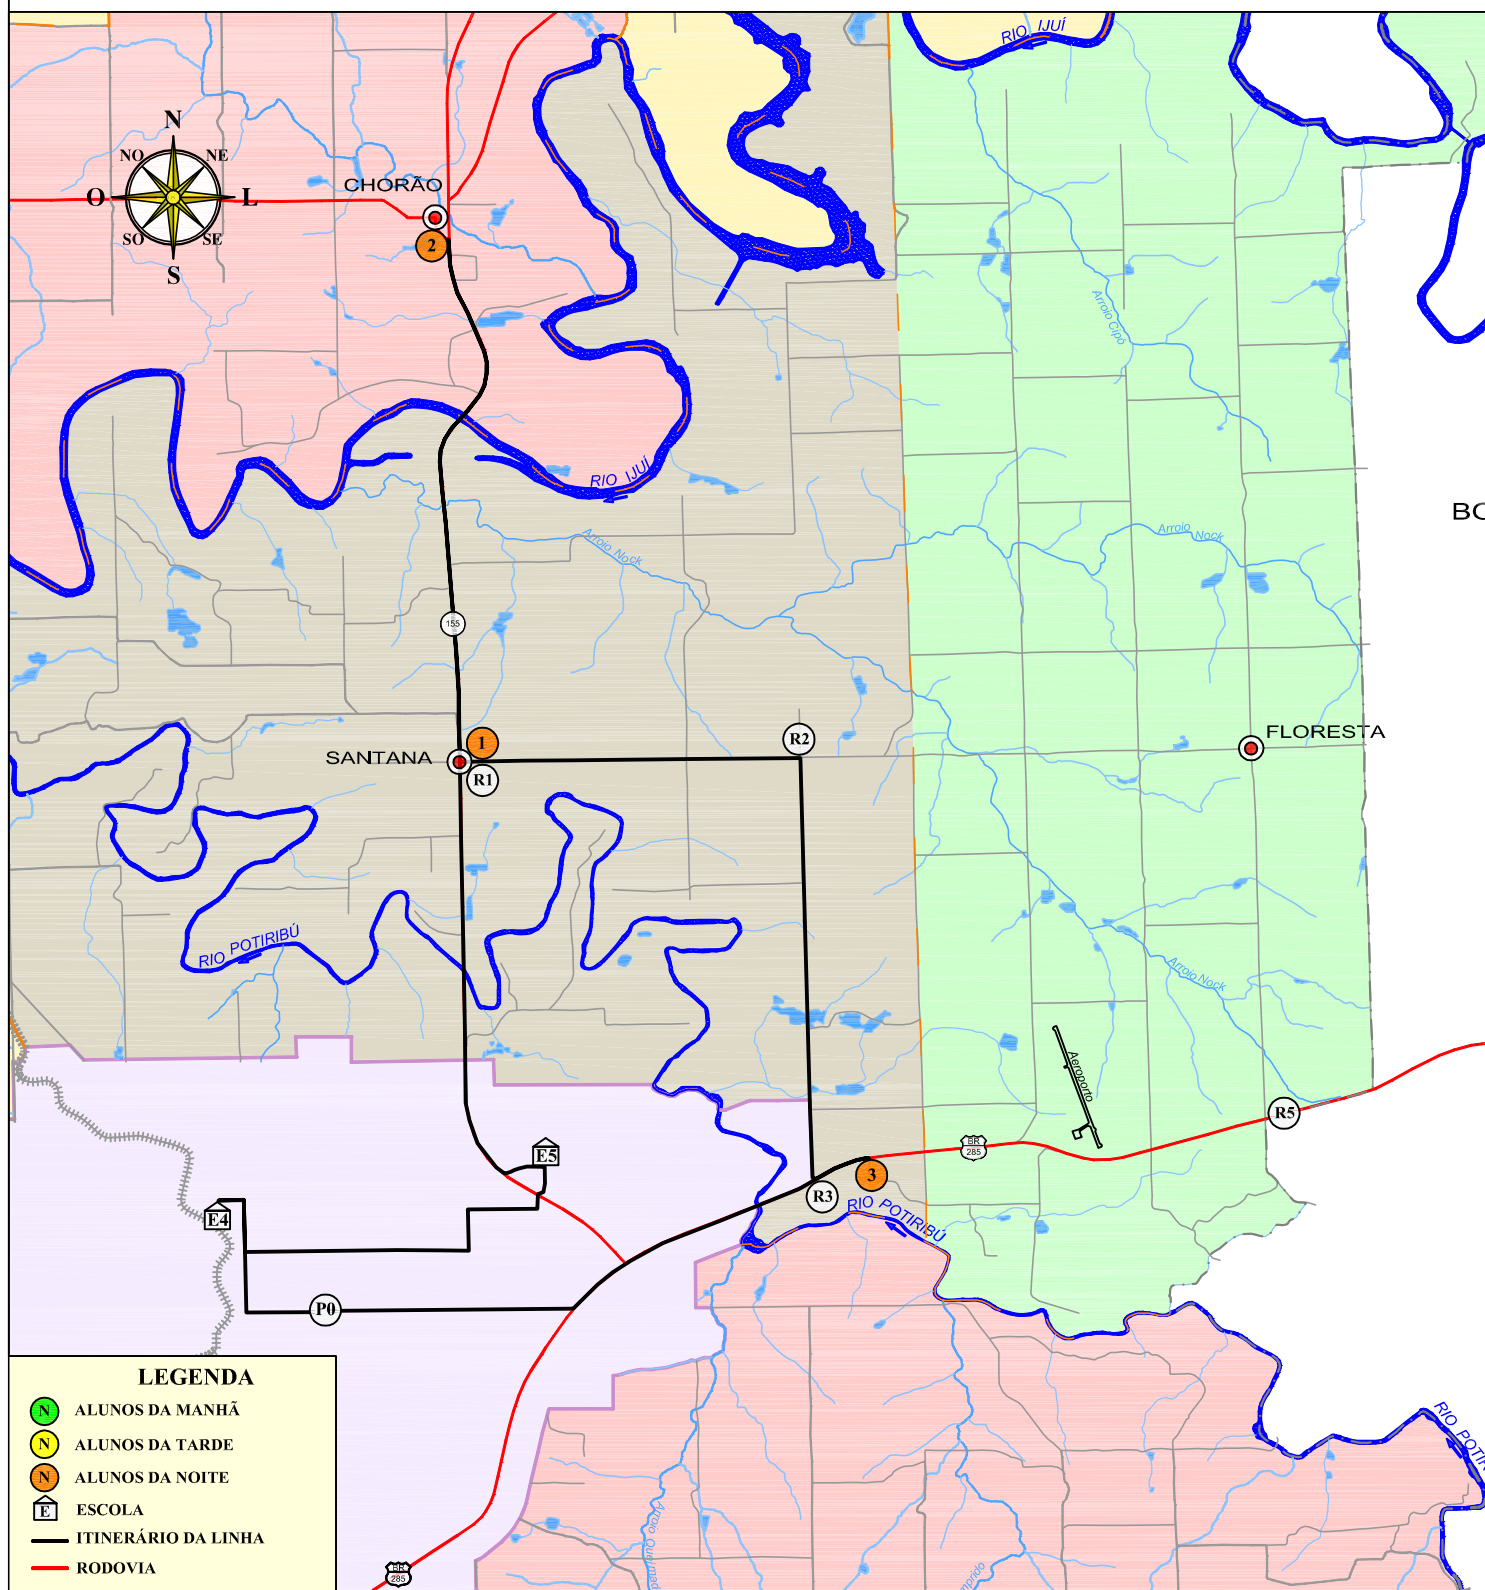 RIO IJUÍ
N
NO
NE
O
L
SO
SE
S
CHORÃO
2
Arroio Cipó
RIO IJUÍ
BO
Arroio Nock
Arroio Nock
155
1
R2
FLORESTA
SANTANA
R1
RIO POTIRIBÚ
Arroio Nock
Aeroporto
R5
BR
285
E5
3
R3
RIO POTIRIBÚ
E4
P0
LEGENDA
N ALUNOS DA MANHÃ
N ALUNOS DA TARDE
N ALUNOS DA NOITE
E ESCOLA
ITINERÁRIO DA LINHA
RODOVIA
BR
285
Arroio Queimad
mprido
RIO POTIR